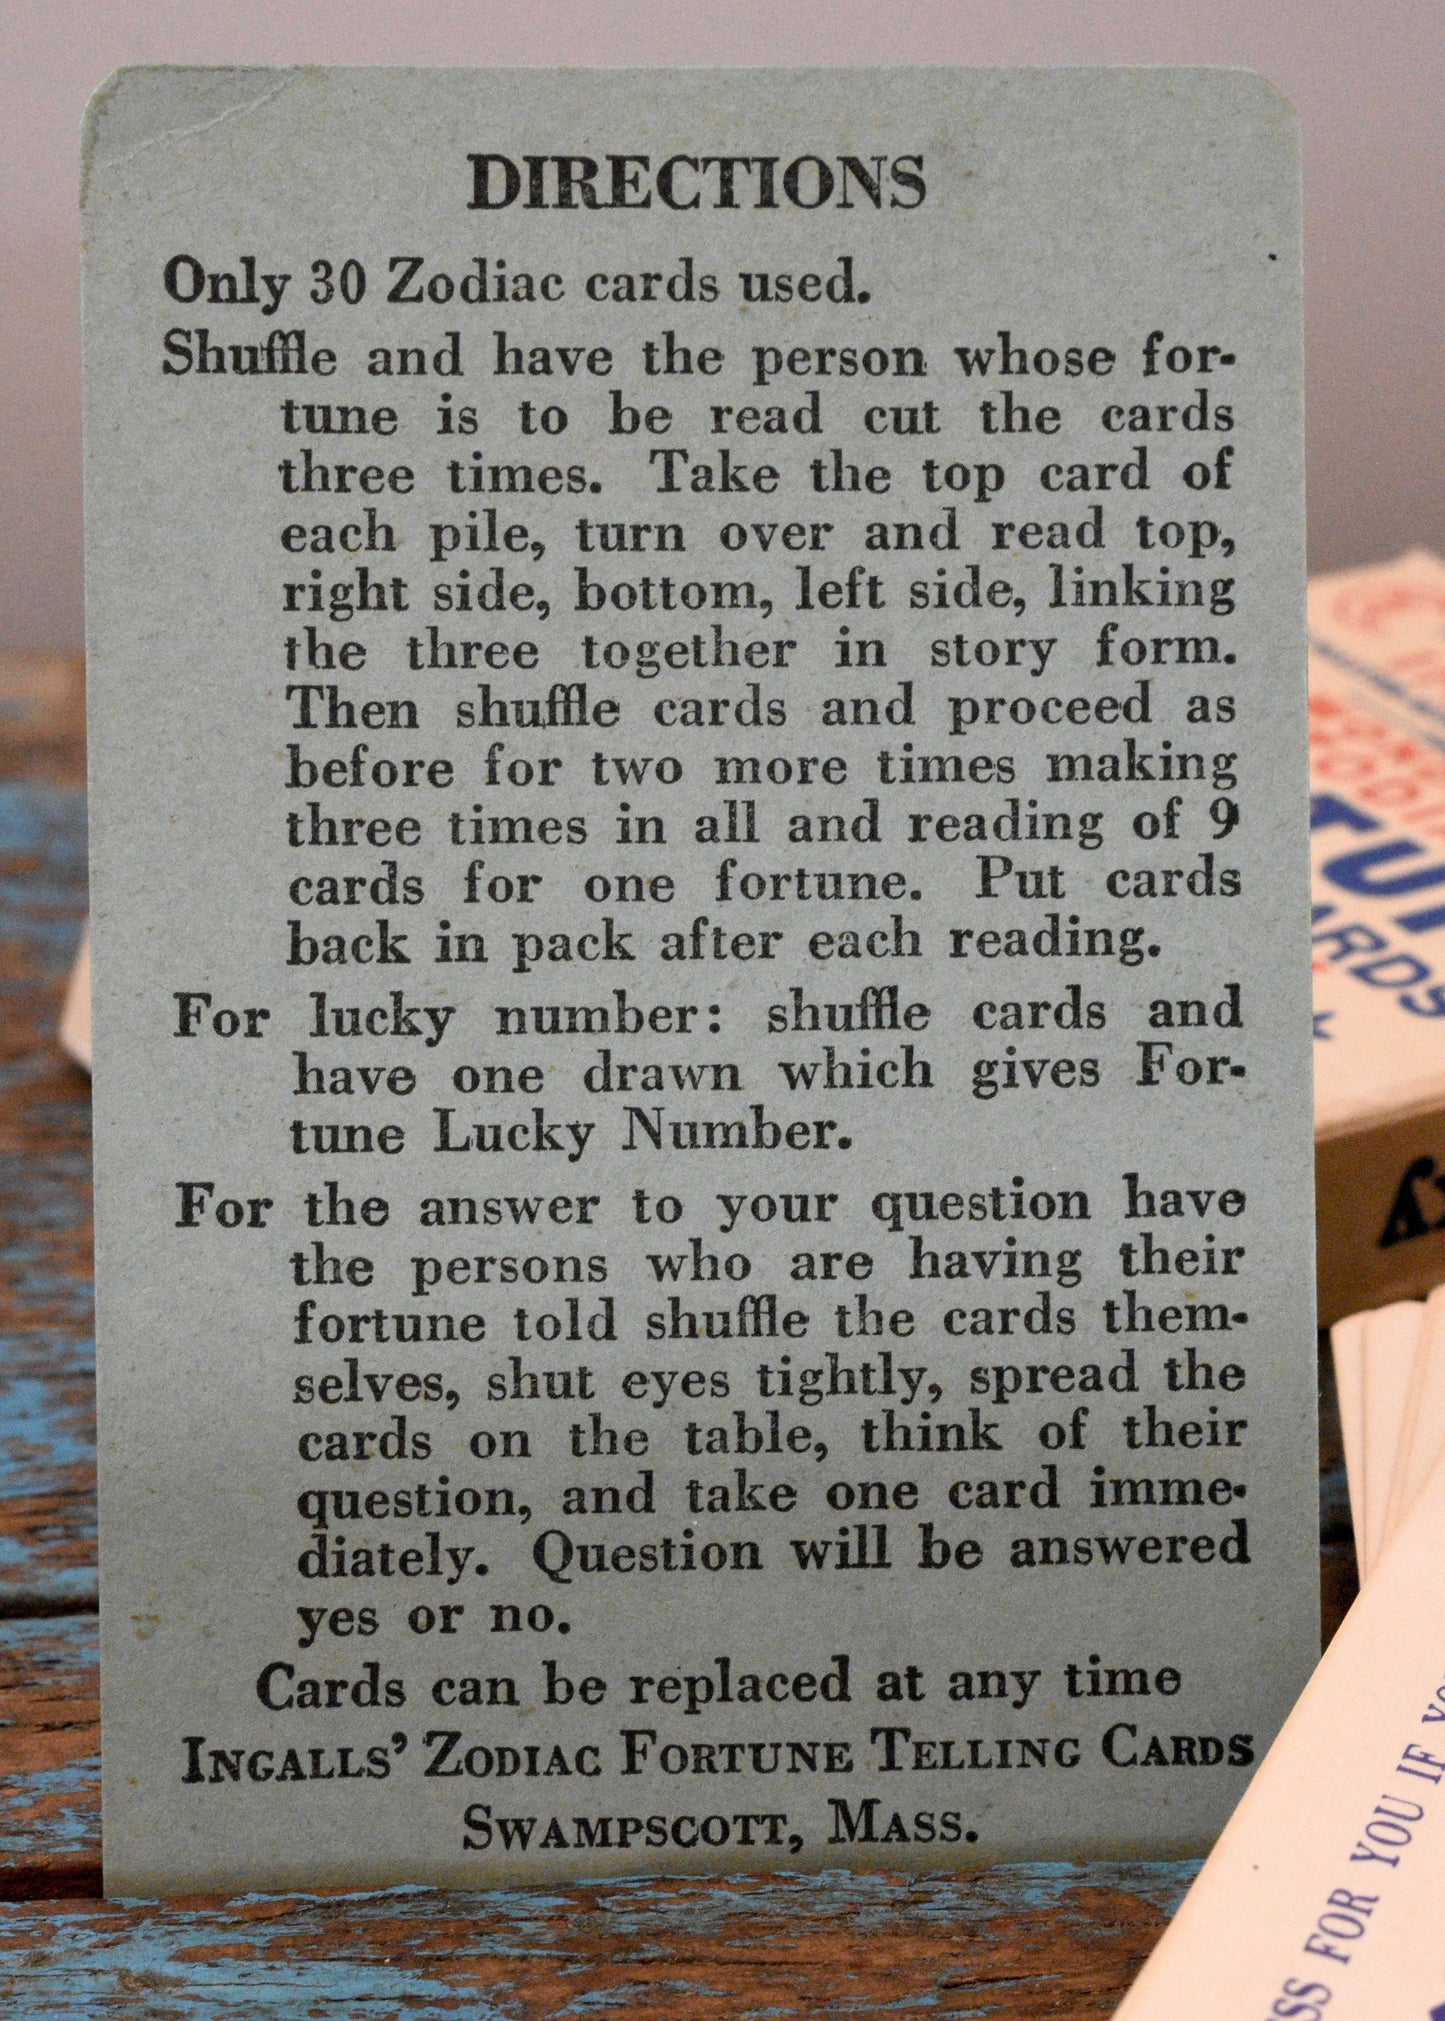 DIRECTIONS
Only 30 Zodiac cards used.
Shuffle and have the person whose for-
tune is to be read cut the cards
three times. Take the top card of
each pile, turn over and read top,
right side, bottom, left side, linking
the three together in story form.
Then shuffle cards and proceed as
before for two more times making
three times in all and reading of 9
cards for one fortune. Put cards
back in pack after each reading.
For lucky number: shuffle cards and
have one drawn which gives For-
tune Lucky Number.
For the answer to your question have
the persons who are having their
fortune told shuffle the cards them-
selves, shut eyes tightly, spread the
cards on the table, think of their
question, and take one card imme-
diately. Question will be answered
yes or no.
Cards can be replaced at any time
INGALLS' ZODIAC FORTUNE TELLING CARDS
SWAMPSCOTT, MASS.
FOR YOU IF